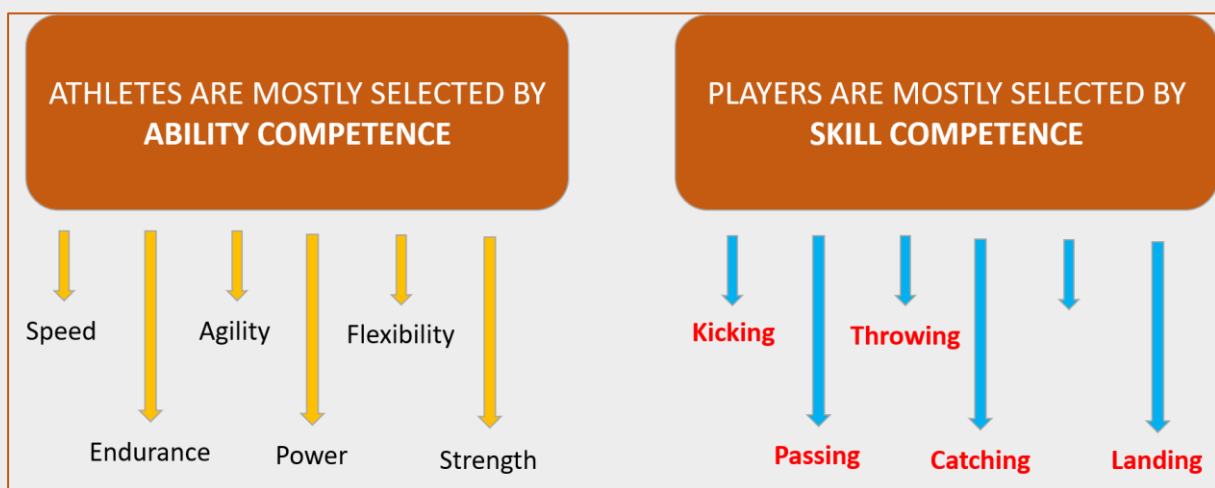 ATHLETES ARE MOSTLY SELECTED BY
ABILITY COMPETENCE
Speed
Agility
Flexibility
Endurance
Power
Strength
PLAYERS ARE MOSTLY SELECTED BY
SKILL COMPETENCE
Kicking
Throwing
Passing
Catching
Landing